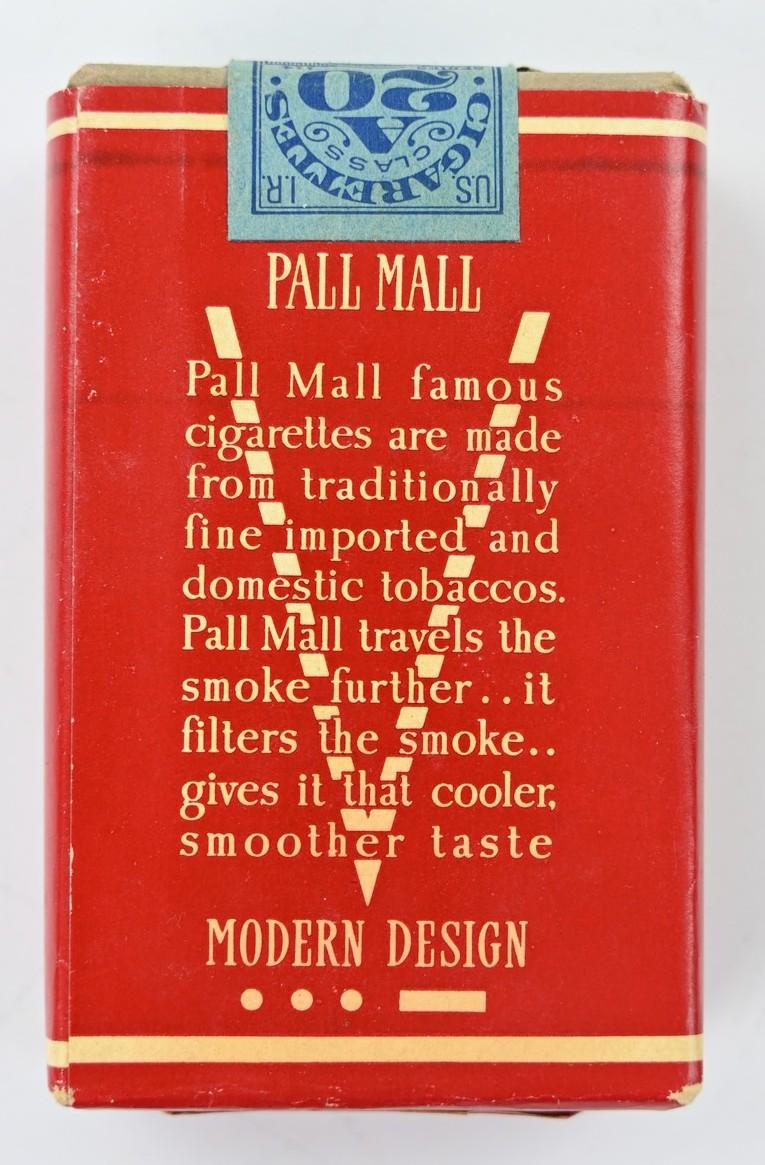 U.S. I.R.
CIGARETTES
CLASS
A
20
PALL MALL
Pall Mall famous
cigarettes are made
from traditionally
fine imported and
domestic tobaccos.
Pall Mall travels the
smoke further..it
filters the smoke..
gives it that cooler,
smoother taste
MODERN DESIGN